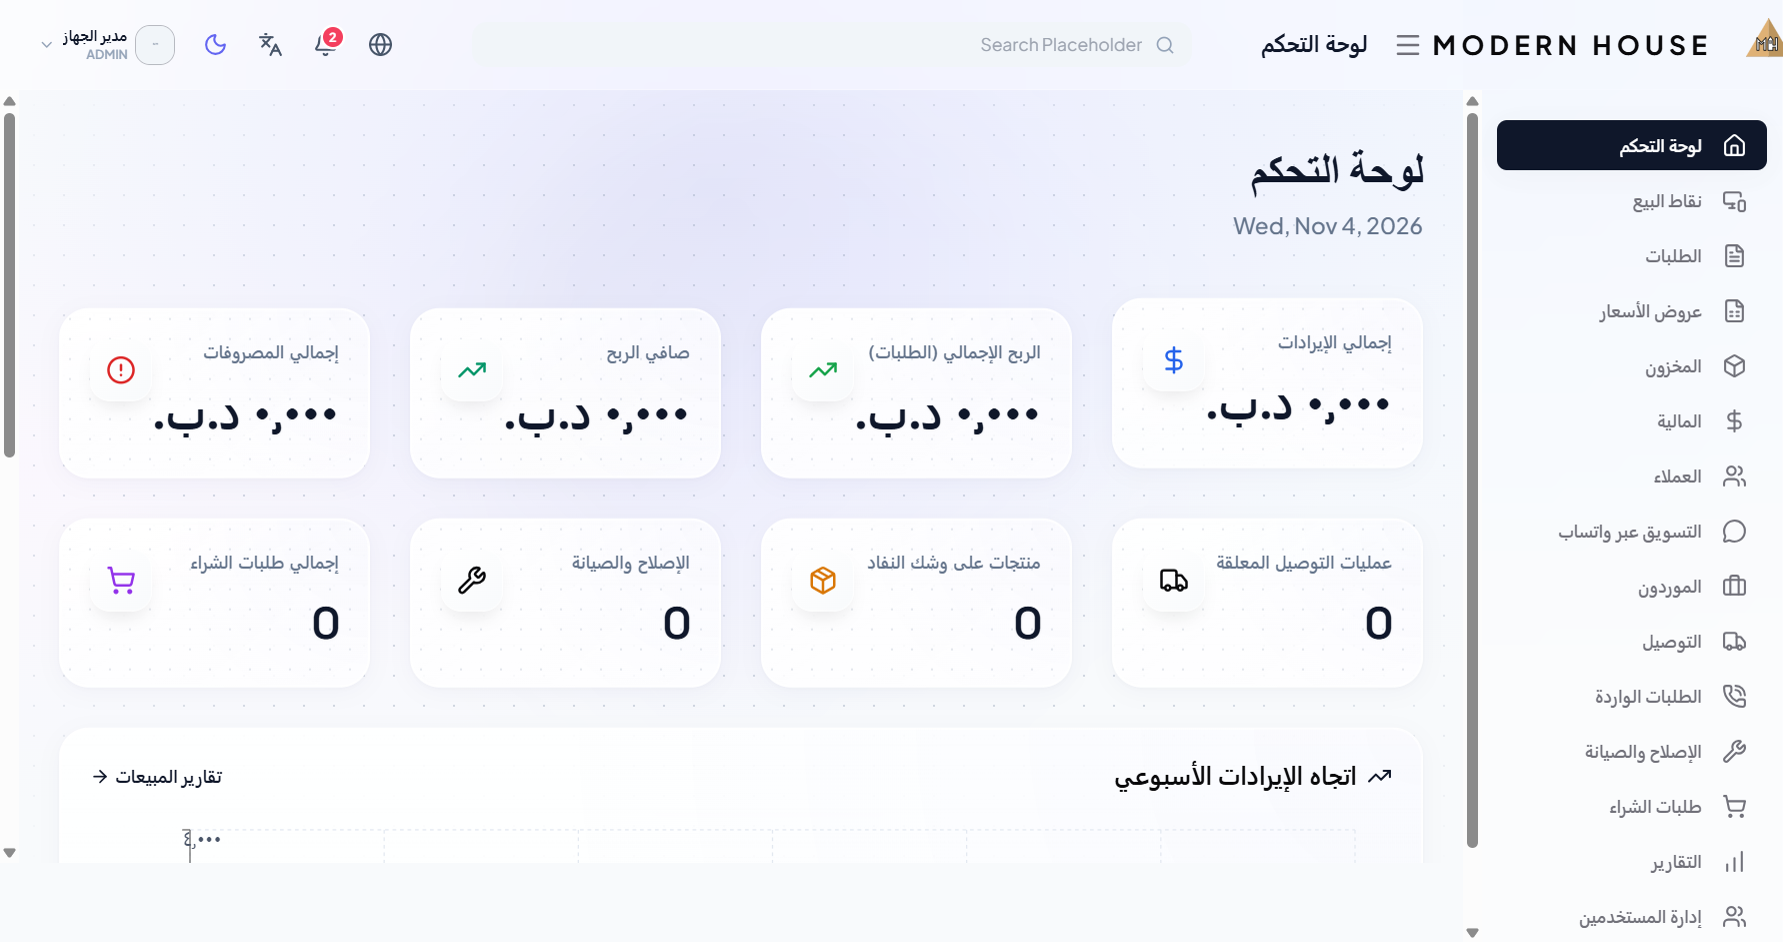 MH
MODERN HOUSE
لوحة التحكم
Search Placeholder
2
مدير الجهاز
ADMIN
لوحة التحكم
نقاط البيع
الطلبات
عروض الأسعار
المخزون
المالية
العملاء
التسويق عبر واتساب
الموردون
التوصيل
الطلبات الواردة
الإصلاح والصيانة
طلبات الشراء
التقارير
إدارة المستخدمين
لوحة التحكم
Wed, Nov 4, 2026
إجمالي الإيرادات
٠٫٠٠٠ د.ب.
الربح الإجمالي (الطلبات)
٠٫٠٠٠ د.ب.
صافي الربح
٠٫٠٠٠ د.ب.
إجمالي المصروفات
٠٫٠٠٠ د.ب.
عمليات التوصيل المعلقة
0
منتجات على وشك النفاد
0
الإصلاح والصيانة
0
إجمالي طلبات الشراء
0
اتجاه الإيرادات الأسبوعي
تقارير المبيعات
٤٫٠٠٠